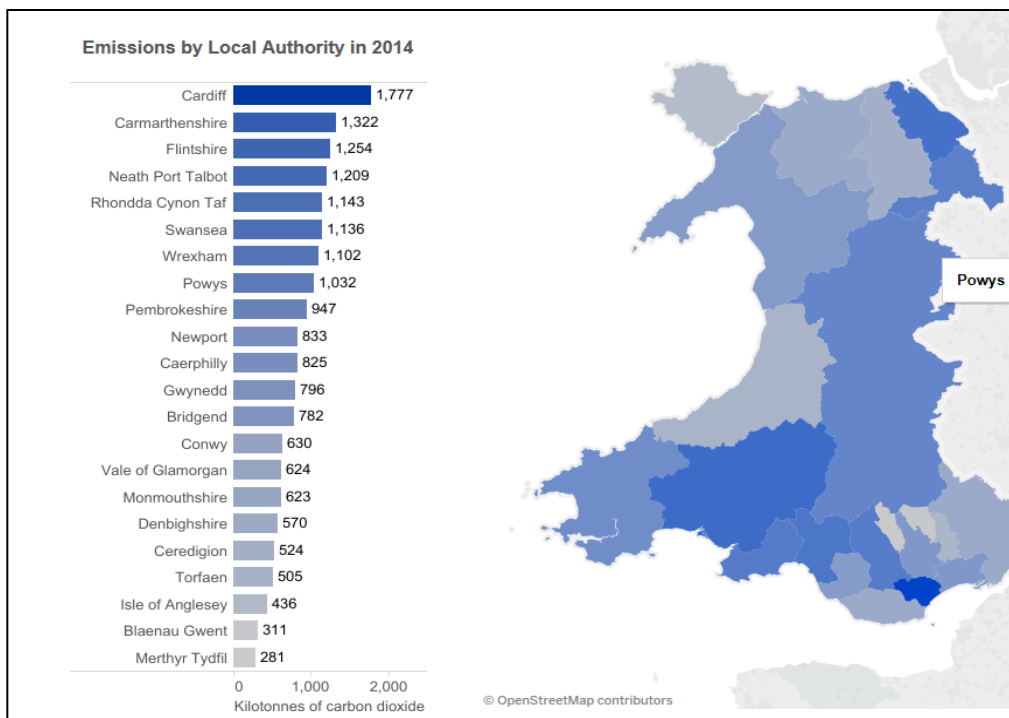 Emissions by Local Authority in 2014
Cardiff 1,777
Carmarthenshire 1,322
Flintshire 1,254
Neath Port Talbot 1,209
Rhondda Cynon Taf 1,143
Swansea 1,136
Wrexham 1,102
Powys 1,032
Pembrokeshire 947
Newport 833
Caerphilly 825
Gwynedd 796
Bridgend 782
Conwy 630
Vale of Glamorgan 624
Monmouthshire 623
Denbighshire 570
Ceredigion 524
Torfaen 505
Isle of Anglesey 436
Blaenau Gwent 311
Merthyr Tydfil 281
0 1,000 2,000
Kilotonnes of carbon dioxide
Powys
© OpenStreetMap contributors